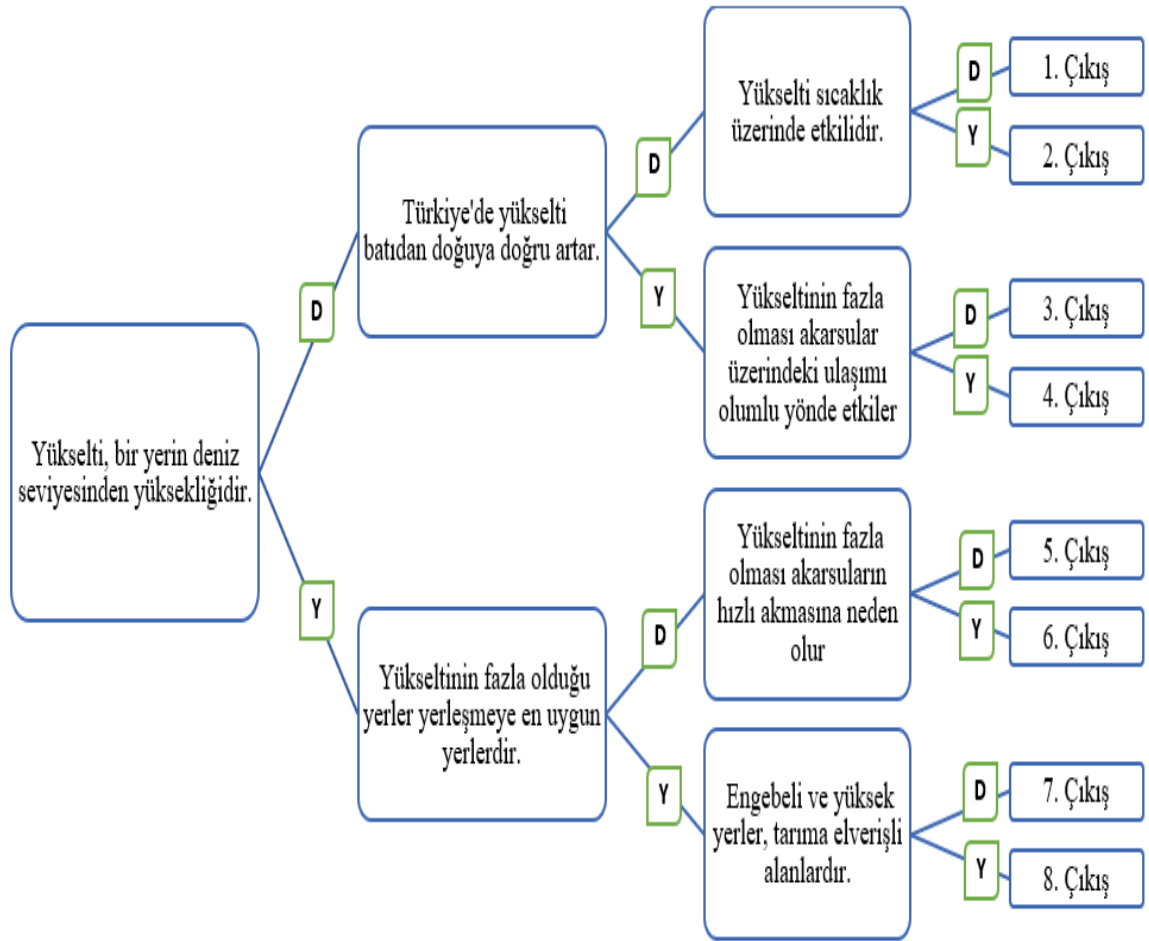 Yükselti, bir yerin deniz
seviyesinden yüksekliğidir.
D
Türkiye'de yükselti
batıdan doğuya doğru artar.
D
Yükselti sıcaklık
üzerinde etkilidir.
D
1. Çıkış
Y
2. Çıkış
Y
Yükseltinin fazla
olması akarsular
üzerindeki ulaşımı
olumlu yönde etkiler
D
3. Çıkış
Y
4. Çıkış
Y
Yükseltinin fazla olduğu
yerler yerleşmeye en uygun
yerlerdir.
D
Yükseltinin fazla
olması akarsuların
hızlı akmasına neden
olur
D
5. Çıkış
Y
6. Çıkış
Y
Engebeli ve yüksek
yerler, tarıma elverişli
alanlardır.
D
7. Çıkış
Y
8. Çıkış